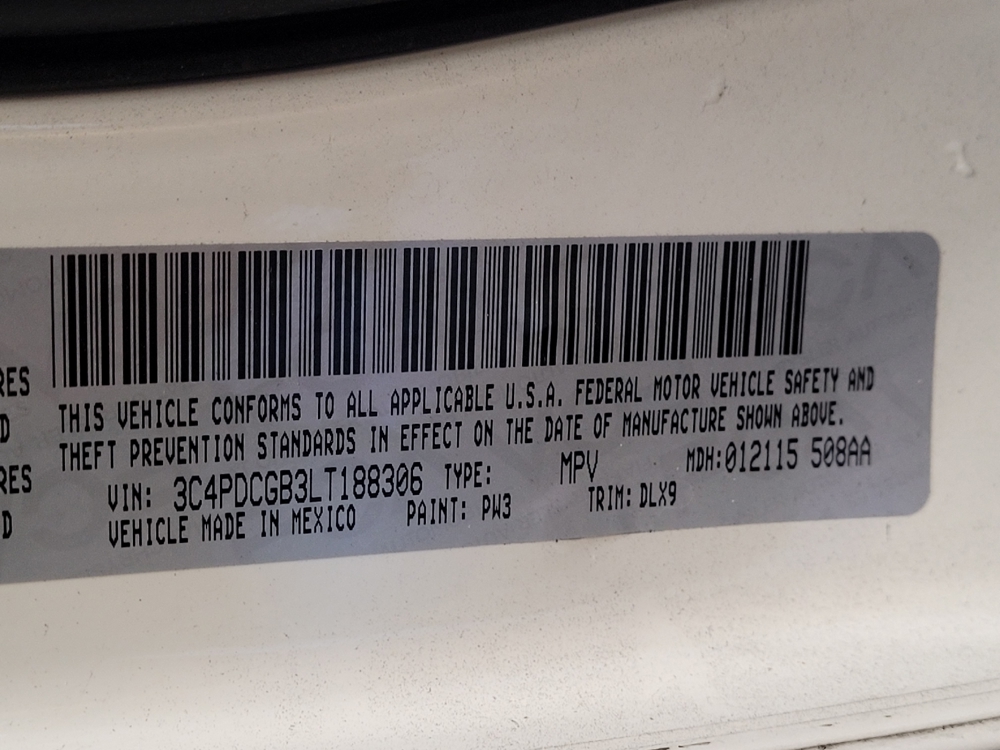 RES
D
RES
D
THIS VEHICLE CONFORMS TO ALL APPLICABLE U.S.A. FEDERAL MOTOR VEHICLE SAFETY AND
THEFT PREVENTION STANDARDS IN EFFECT ON THE DATE OF MANUFACTURE SHOWN ABOVE.
VIN: 3C4PDCGB3LT188306 TYPE: MPV MDH:012115 508AA
VEHICLE MADE IN MEXICO PAINT: PW3 TRIM: DLX9